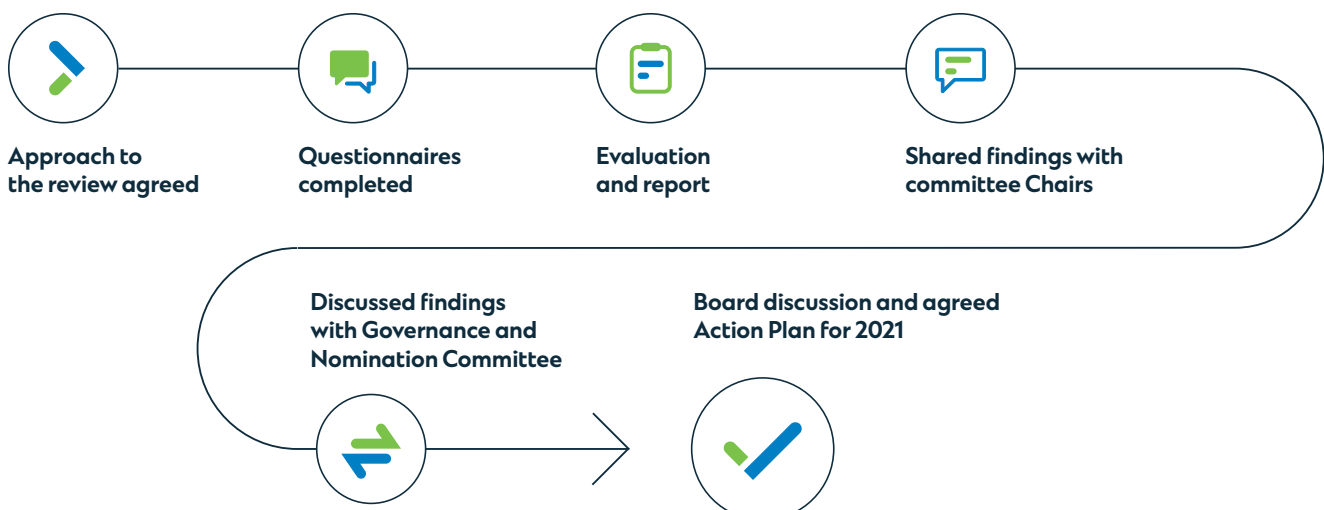 Approach to
the review agreed
Questionnaires
completed
Evaluation
and report
Shared findings with
committee Chairs
Discussed findings
with Governance and
Nomination Committee
Board discussion and agreed
Action Plan for 2021